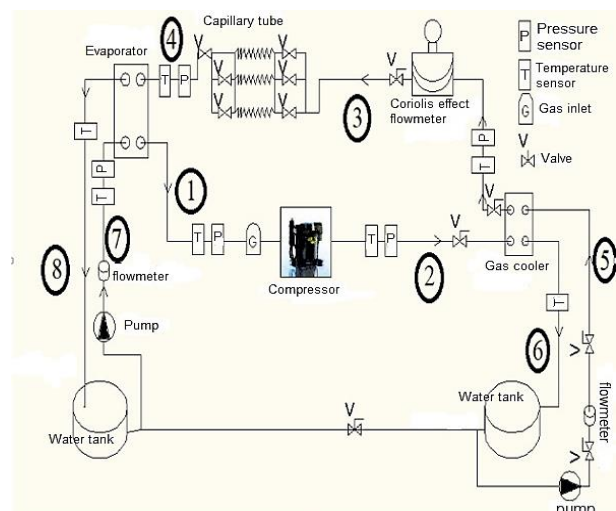 Capillary tube
Evaporator
4
V
T
P
V
V
V
V
V
V
3
Coriolis effect
flowmeter
P
Pressure
sensor
T
Temperature
sensor
G
Gas inlet
V
Valve
T
P
T
P
T
1
7
8
flowmeter
Pump
T
P
G
Compressor
T
P
2
V
V
Gas cooler
T
5
6
V
flowmeter
V
Water tank
Water tank
V
pump